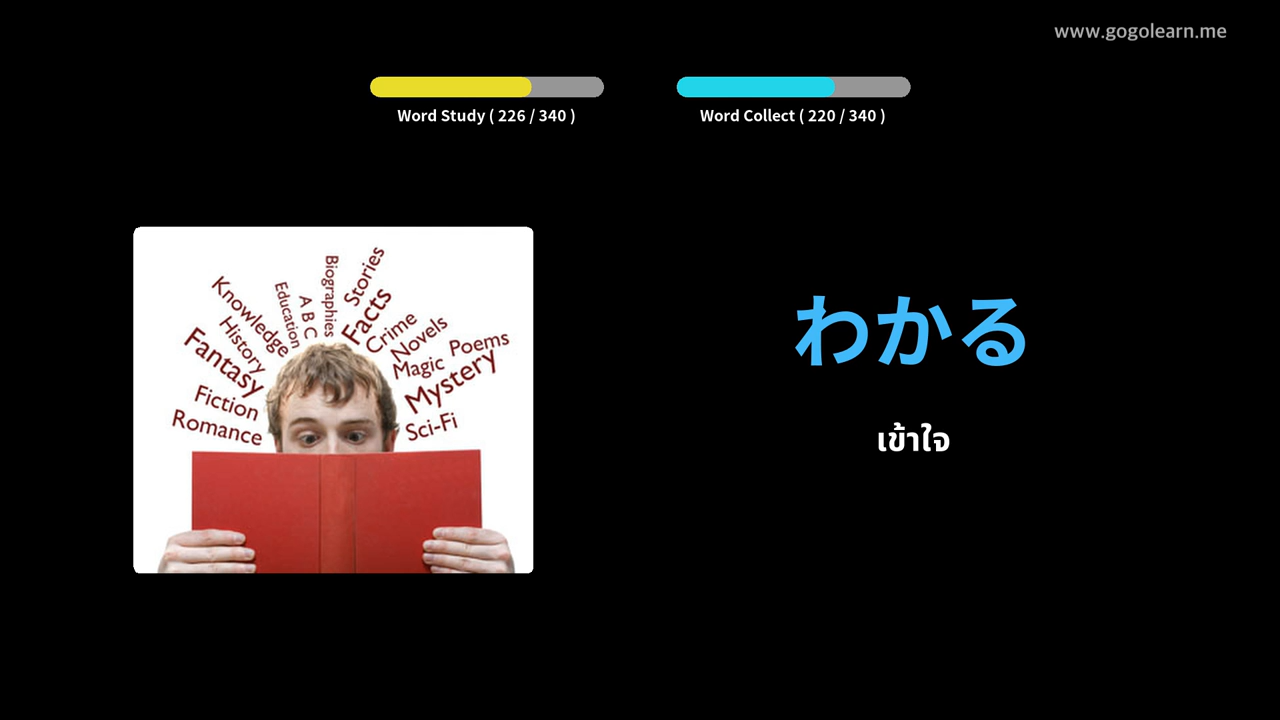 www.gogolearn.me
Word Study ( 226 / 340 )
Word Collect ( 220 / 340 )
Knowledge
Education
A B C
Biographies
Stories
Facts
Crime
Novels
Poems
Magic
Mystery
Sci-Fi
History
Fantasy
Fiction
Romance
わかる
เข้าใจ